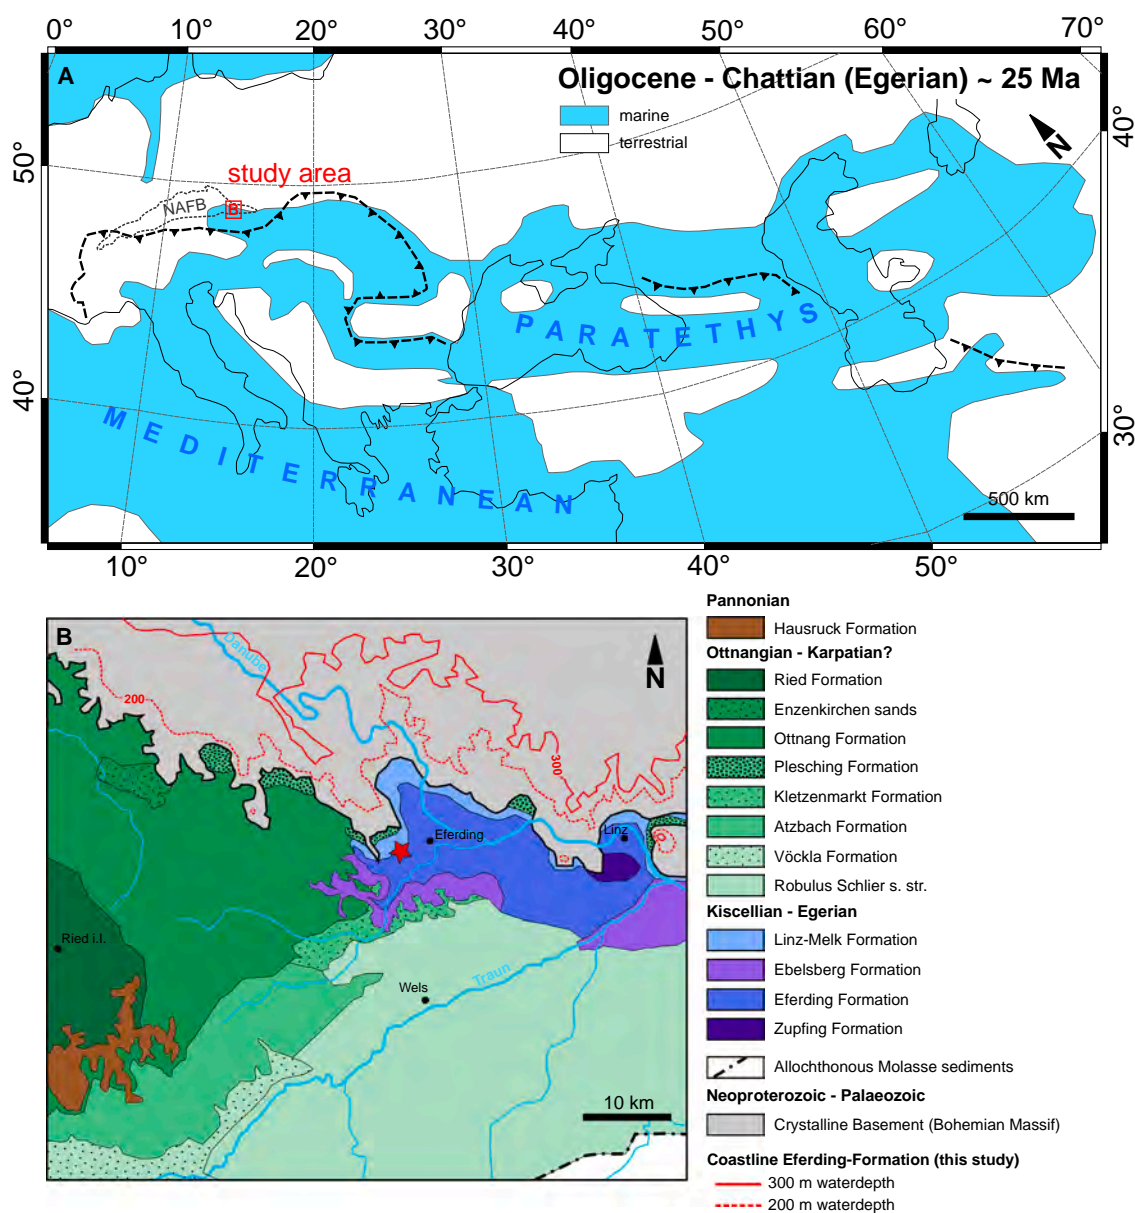 0° 10° 20° 30° 40° 50° 60° 70°
A
Oligocene - Chattian (Egerian) ~ 25 Ma
marine
terrestrial
N
50°
40°
40°
30°
study area
NAFB
B
PARATETHYS
MEDITERRANEAN
500 km
10° 20° 30° 40° 50°
B
Danube
N
200
300
Eferding
Linz
Ried i.I.
Wels
Traun
10 km
Pannonian
Hausruck Formation
Ottnangian - Karpatian?
Ried Formation
Enzenkirchen sands
Ottnang Formation
Plesching Formation
Kletzenmarkt Formation
Atzbach Formation
Vöckla Formation
Robulus Schlier s. str.
Kiscellian - Egerian
Linz-Melk Formation
Ebelsberg Formation
Eferding Formation
Zupfing Formation
Allochthonous Molasse sediments
Neoproterozoic - Palaeozoic
Crystalline Basement (Bohemian Massif)
Coastline Eferding-Formation (this study)
300 m waterdepth
200 m waterdepth